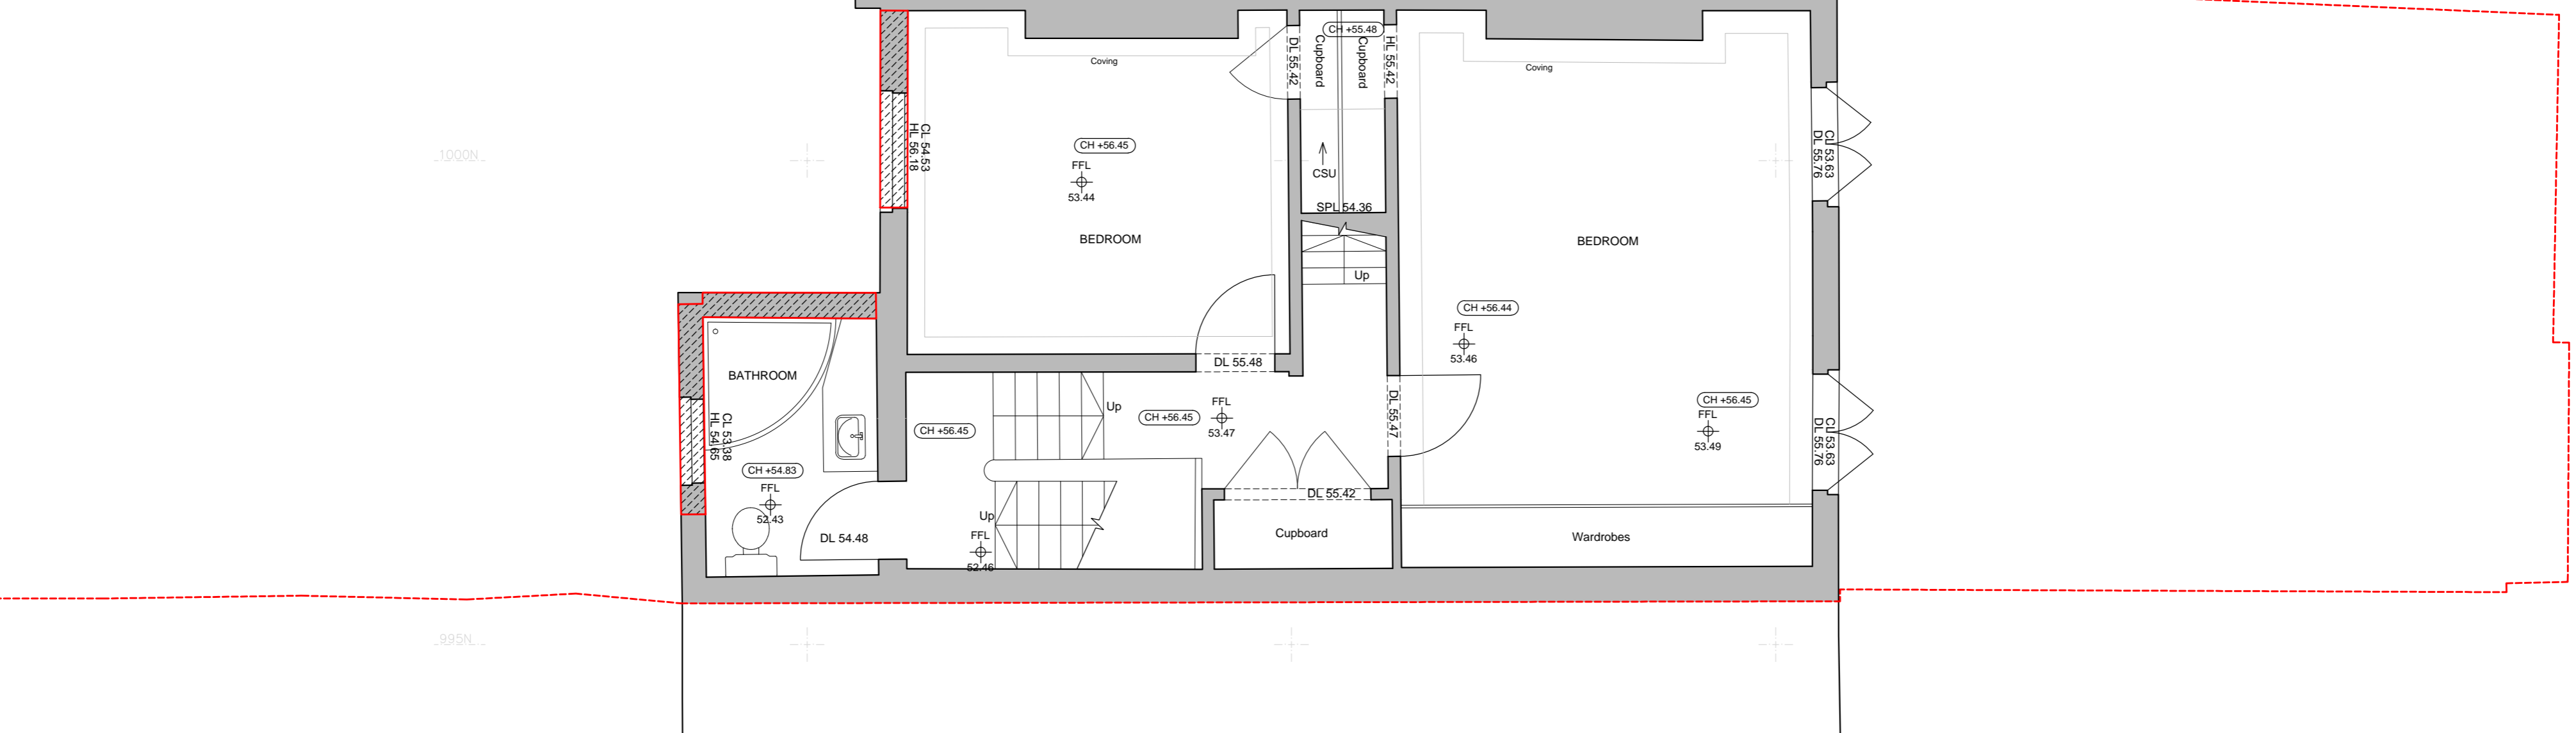 CH +55.48
DL 55.42
Cupboard
Cupboard
HL 55.42
Coving
Coving
1000N
CL 54.53
HL 56.18
CH +56.45
FFL
53.44
CSU
CL 53.63
DL 55.76
SPL 54.36
BEDROOM
BEDROOM
Up
CH +56.44
FFL
53.46
DL 55.48
BATHROOM
CH +56.45
FFL
53.49
Up
CH +56.45
CH +56.45
FFL
53.47
DL 55.47
CL 53.38
HL 54.65
CL 53.63
DL 55.76
CH +54.83
FFL
52.43
DL 55.42
Up
DL 54.48
FFL
52.46
Cupboard
Wardrobes
995N